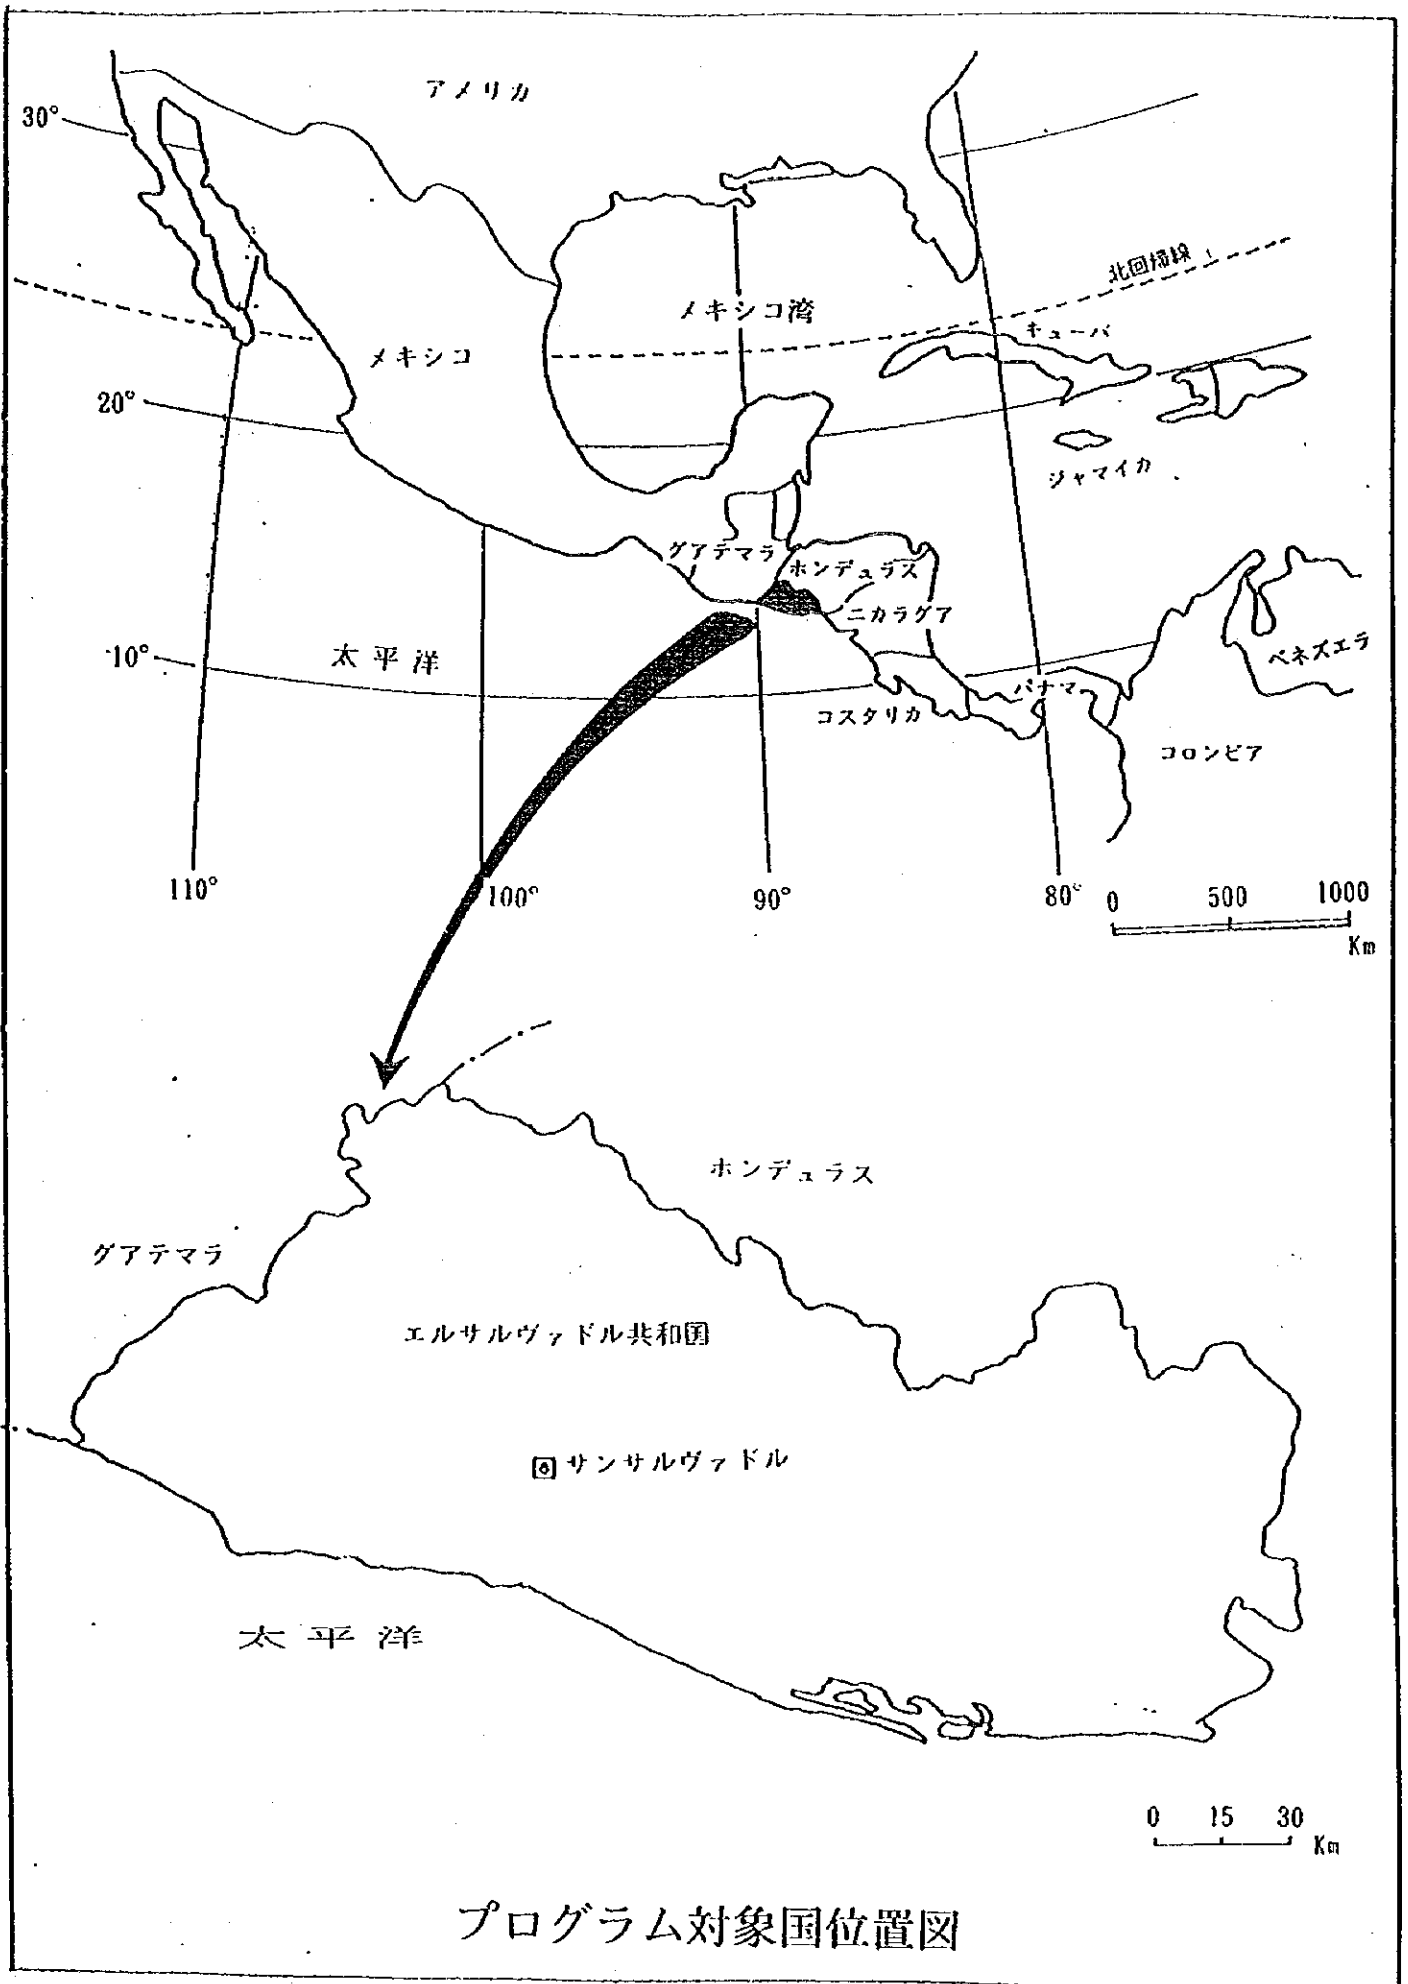 アメリカ
30°
北回帰線
メキシコ湾
キューバ
メキシコ
20°
ジャマイカ
グアテマラ
ホンデュラス
ニカラグア
10°
太平洋
ベネズエラ
パナマ
コスタリカ
コロンビア
110°
100°
90°
80°
0 500 1000
Km
ホンデュラス
グアテマラ
エルサルヴァドル共和国
サンサルヴァドル
太平洋
0 15 30
Km
プログラム対象国位置図